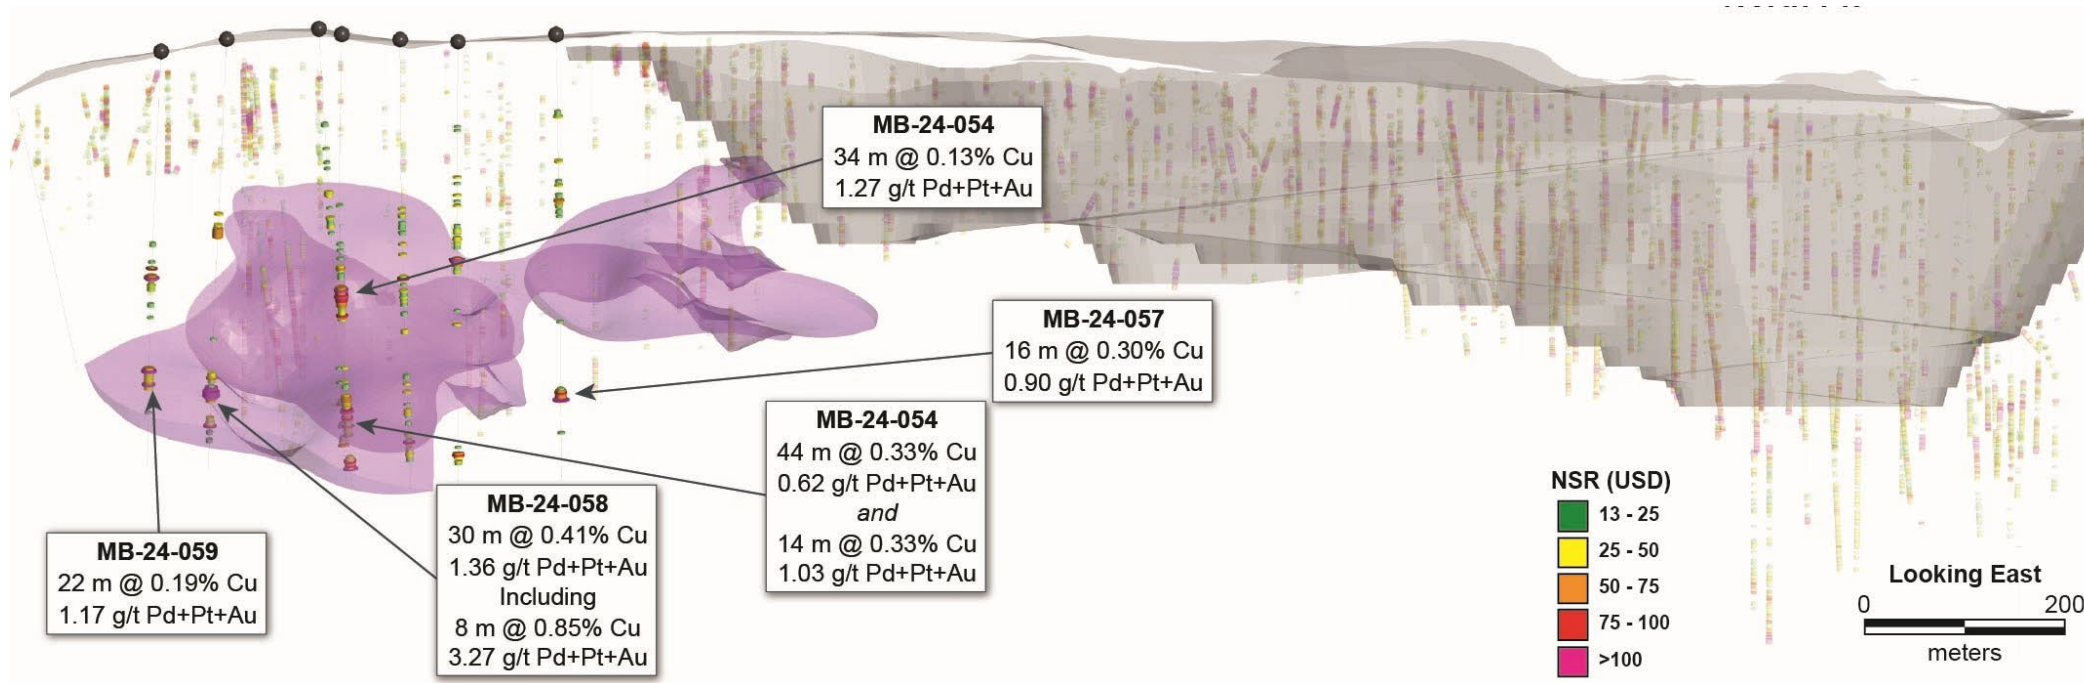 MB-24-054
34 m @ 0.13% Cu
1.27 g/t Pd+Pt+Au
MB-24-057
16 m @ 0.30% Cu
0.90 g/t Pd+Pt+Au
MB-24-054
44 m @ 0.33% Cu
0.62 g/t Pd+Pt+Au
and
14 m @ 0.33% Cu
1.03 g/t Pd+Pt+Au
MB-24-058
30 m @ 0.41% Cu
1.36 g/t Pd+Pt+Au
Including
8 m @ 0.85% Cu
3.27 g/t Pd+Pt+Au
MB-24-059
22 m @ 0.19% Cu
1.17 g/t Pd+Pt+Au
NSR (USD)
13 - 25
25 - 50
50 - 75
75 - 100
>100
Looking East
0 200
meters